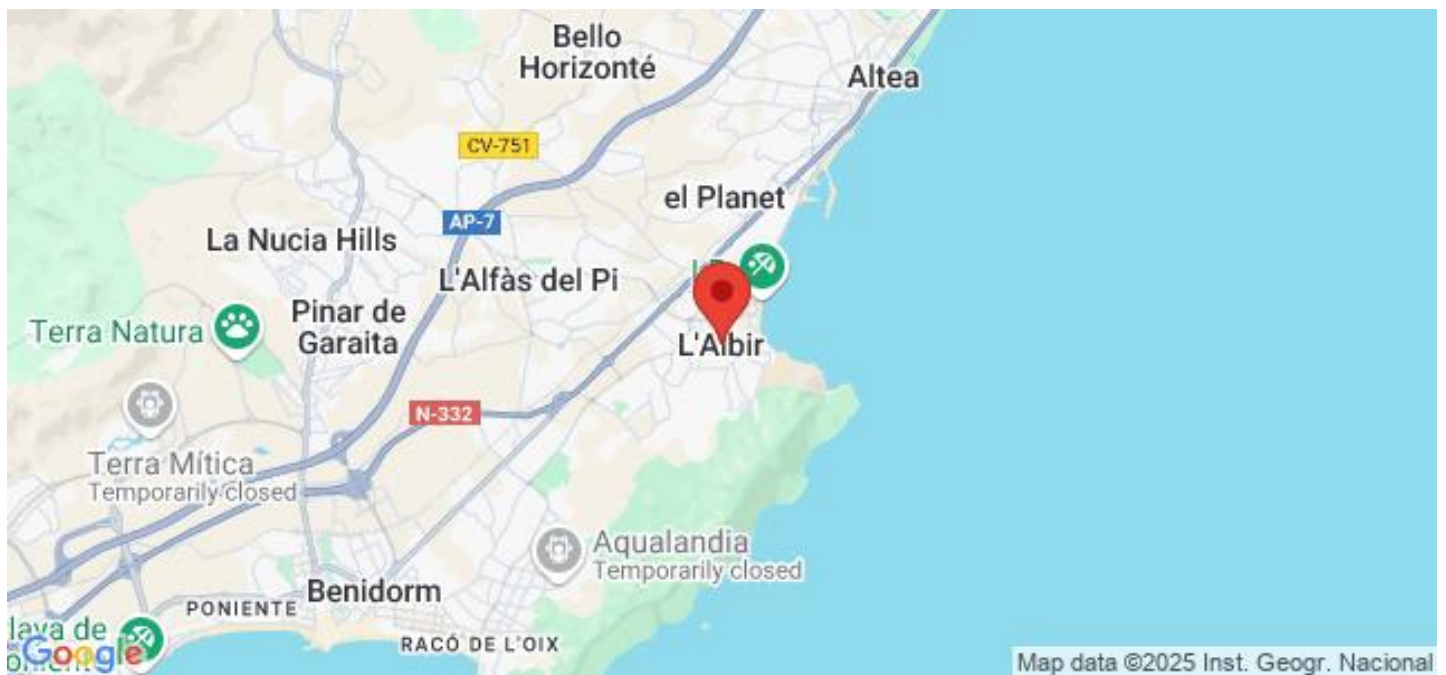 Bello
Horizonté
Altea
CV-751
el Planet
AP-7
La Nucia Hills
L'Alfàs del Pi
Pinar de
Garaita
Terra Natura
L'Albir
N-332
Terra Mítica
Temporarily closed
Aqualandia
Temporarily closed
Benidorm
PONIENTE
RACÓ DE L'OIX
laya de
Google
Map data ©2025 Inst. Geogr. Nacional